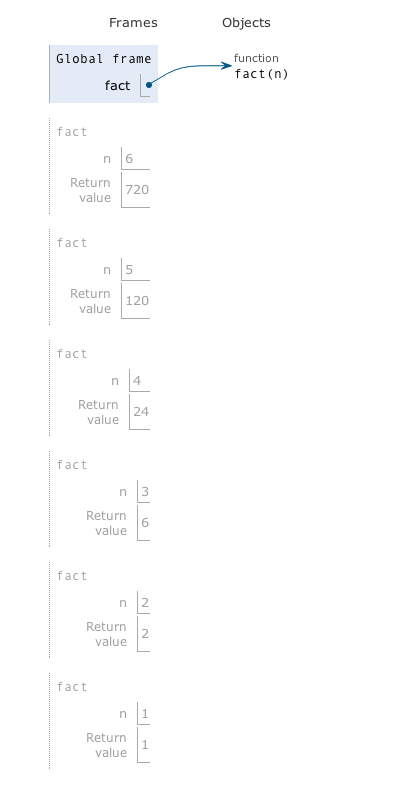 Frames Objects
Global frame
fact
function
fact(n)
fact
n 6
Return
value 720
fact
n 5
Return
value 120
fact
n 4
Return
value 24
fact
n 3
Return
value 6
fact
n 2
Return
value 2
fact
n 1
Return
value 1